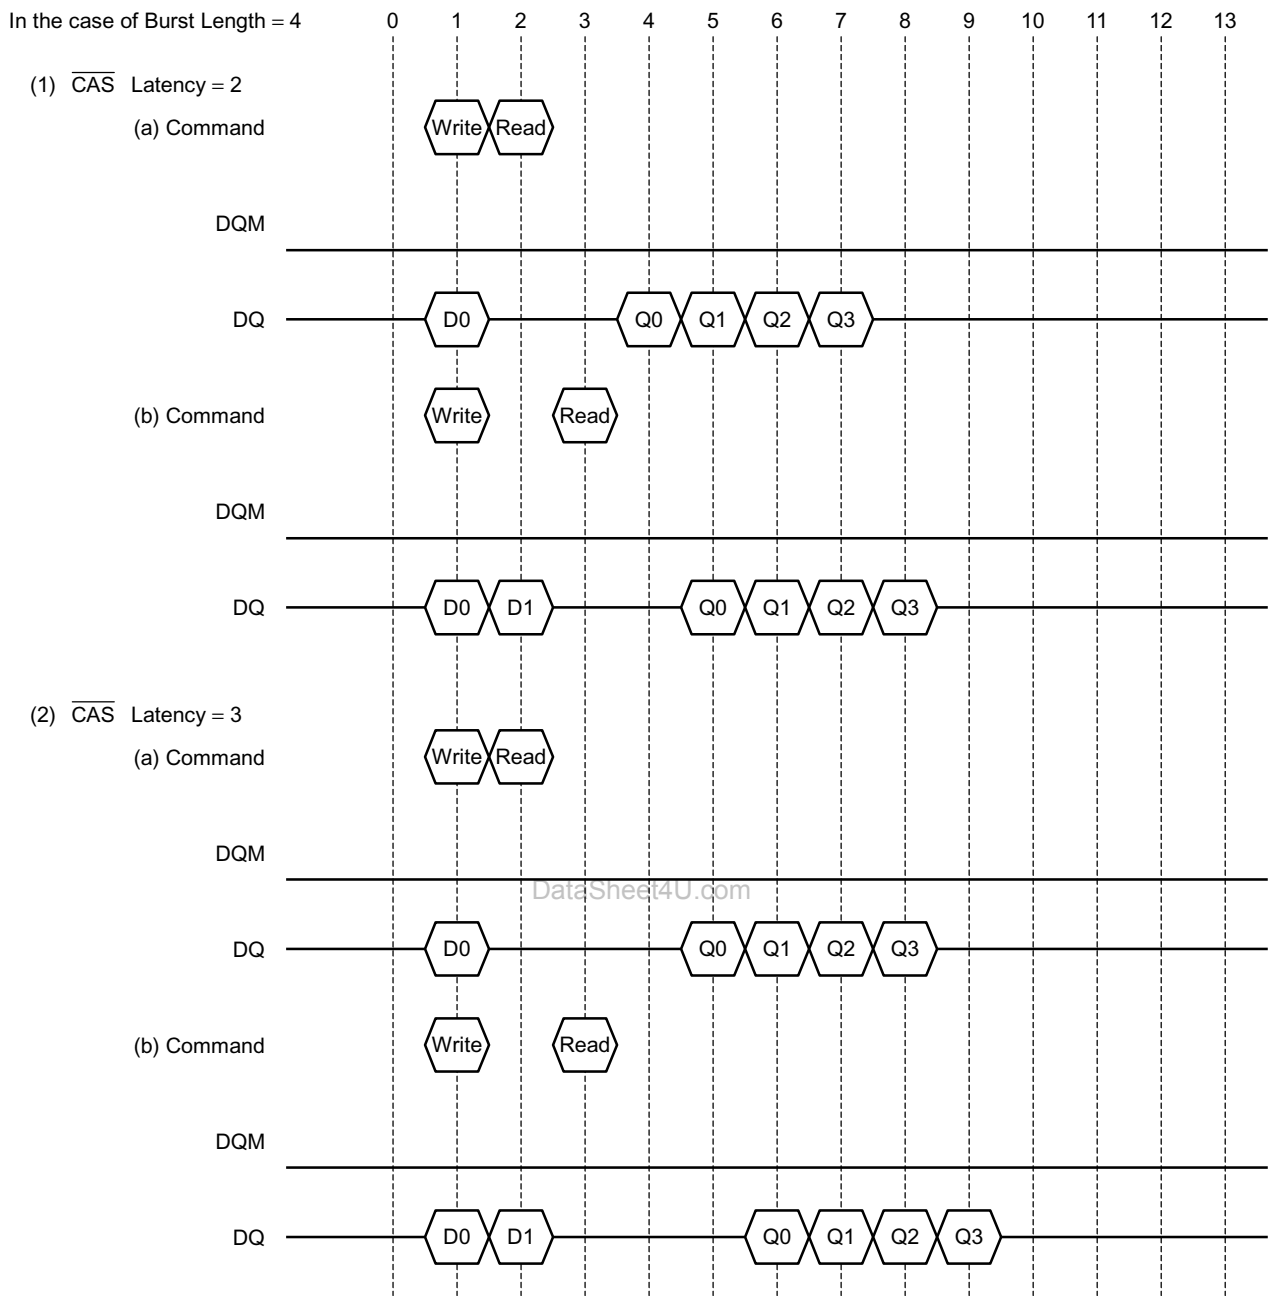 In the case of Burst Length = 4 0 1 2 3 4 5 6 7 8 9 10 11 12 13
(1) CAS Latency = 2
(a) Command Write Read
DQM
DQ D0 Q0 Q1 Q2 Q3
(b) Command Write Read
DQM
DQ D0 D1 Q0 Q1 Q2 Q3
(2) CAS Latency = 3
(a) Command Write Read
DQM
DataSheet4U.com
DQ D0 Q0 Q1 Q2 Q3
(b) Command Write Read
DQM
DQ D0 D1 Q0 Q1 Q2 Q3